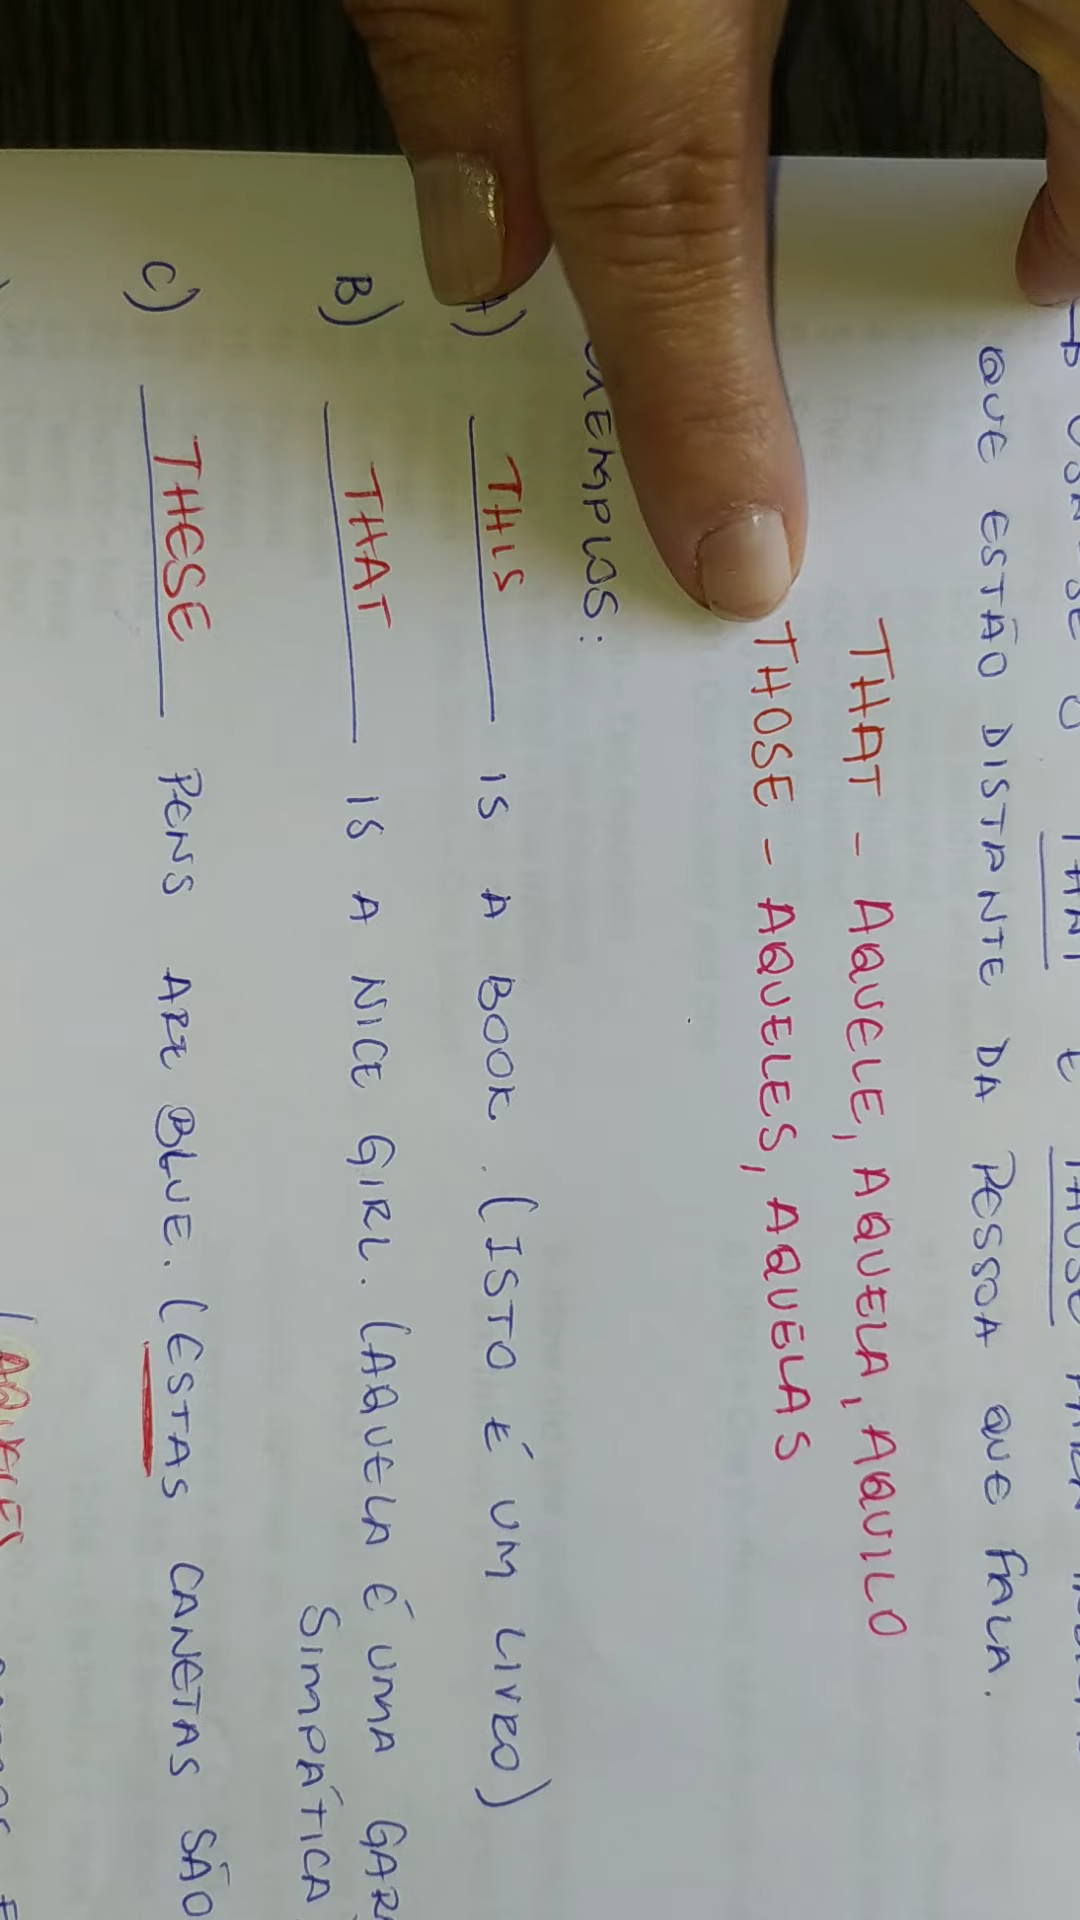 QUE ESTÃO DISTANTE DA PESSOA QUE FALA.
THAT - AQUELE, AQUELA, AQUILO
THOSE - AQUELES, AQUELAS
EXEMPLOS:
A) THIS IS A BOOK. (ISTO É UM LIVRO)
B) THAT IS A NICE GIRL. (AQUELA É UMA
SIMPÁTICA
C) THESE PENS ARE BLUE. (ESTAS CANETAS SÃO